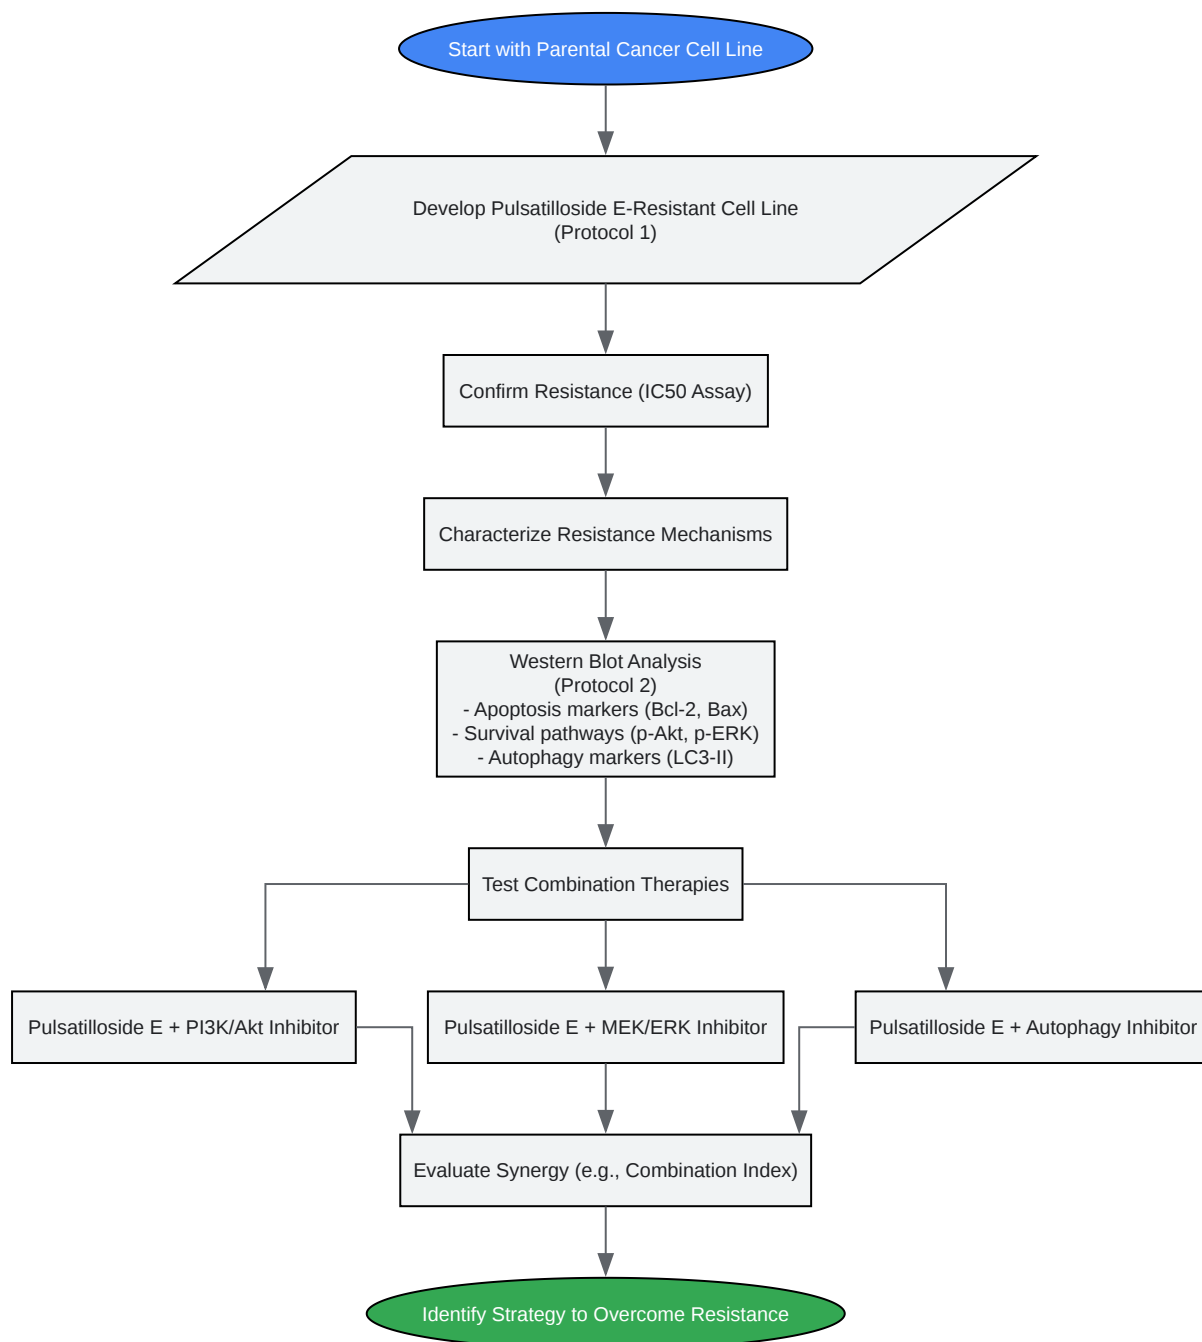 Start with Parental Cancer Cell Line
Develop Pulsatilloside E-Resistant Cell Line
(Protocol 1)
Confirm Resistance (IC50 Assay)
Characterize Resistance Mechanisms
Western Blot Analysis
(Protocol 2)
- Apoptosis markers (Bcl-2, Bax)
- Survival pathways (p-Akt, p-ERK)
- Autophagy markers (LC3-II)
Test Combination Therapies
Pulsatilloside E + PI3K/Akt Inhibitor
Pulsatilloside E + MEK/ERK Inhibitor
Pulsatilloside E + Autophagy Inhibitor
Evaluate Synergy (e.g., Combination Index)
Identify Strategy to Overcome Resistance